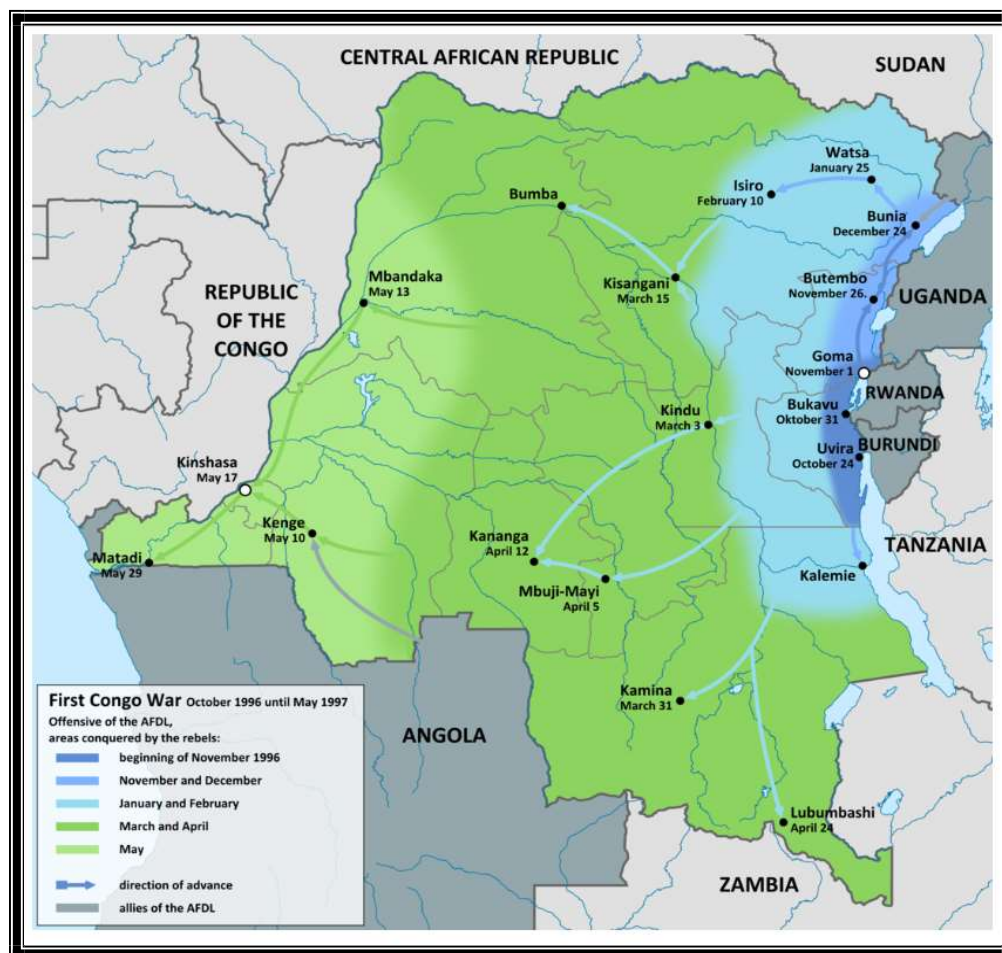 CENTRAL AFRICAN REPUBLIC
SUDAN
Watsa
January 25
Isiro
February 10
Bumba
Bunia
December 24
Mbandaka
May 13
Kisangani
March 15
Butembo
November 26.
UGANDA
REPUBLIC
OF THE
CONGO
Goma
November 1
RWANDA
Bukavu
Oktober 31
Kindu
March 3
BURUNDI
Uvira
October 24
Kinshasa
May 17
Kenge
May 10
Kananga
April 12
TANZANIA
Matadi
May 29
Mbuji-Mayi
April 5
Kalemie
Kamina
March 31
ANGOLA
Lubumbashi
April 24
ZAMBIA
First Congo War October 1996 until May 1997
Offensive of the AFDL,
areas conquered by the rebels:
beginning of November 1996
November and December
January and February
March and April
May
direction of advance
allies of the AFDL